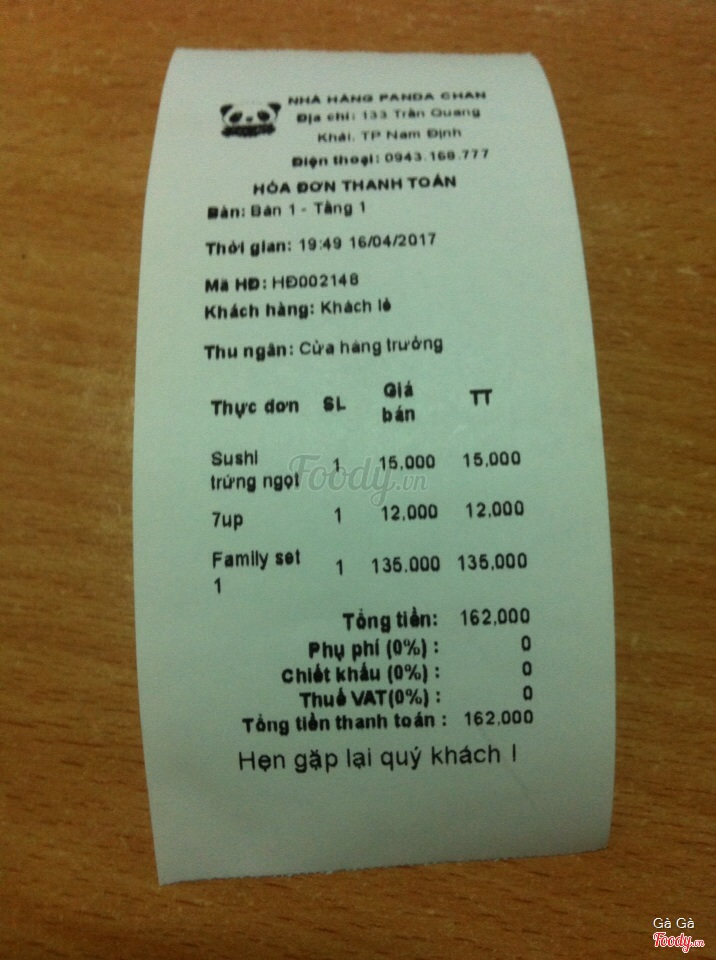 NHÀ HÀNG PANDA CHAN
Địa chỉ: 133 Trần Quang
Khải, TP Nam Định
Điện thoại: 0943.168.777
HÓA ĐƠN THANH TOÁN
Bàn: Bàn 1 - Tầng 1
Thời gian: 19:49 16/04/2017
Mã HĐ: HĐ002148
Khách hàng: Khách lẻ
Thu ngân: Cửa hàng trưởng
Thực đơn SL Giá bán TT
Sushi trứng ngọt 1 15,000 15,000
7up 1 12,000 12,000
Family set 1 1 135,000 135,000
Tổng tiền: 162,000
Phụ phí (0%) : 0
Chiết khấu (0%) : 0
Thuế VAT(0%) : 0
Tổng tiền thanh toán : 162,000
Hẹn gặp lại quý khách !
Foody.vn
Gà Gà
Foody.vn